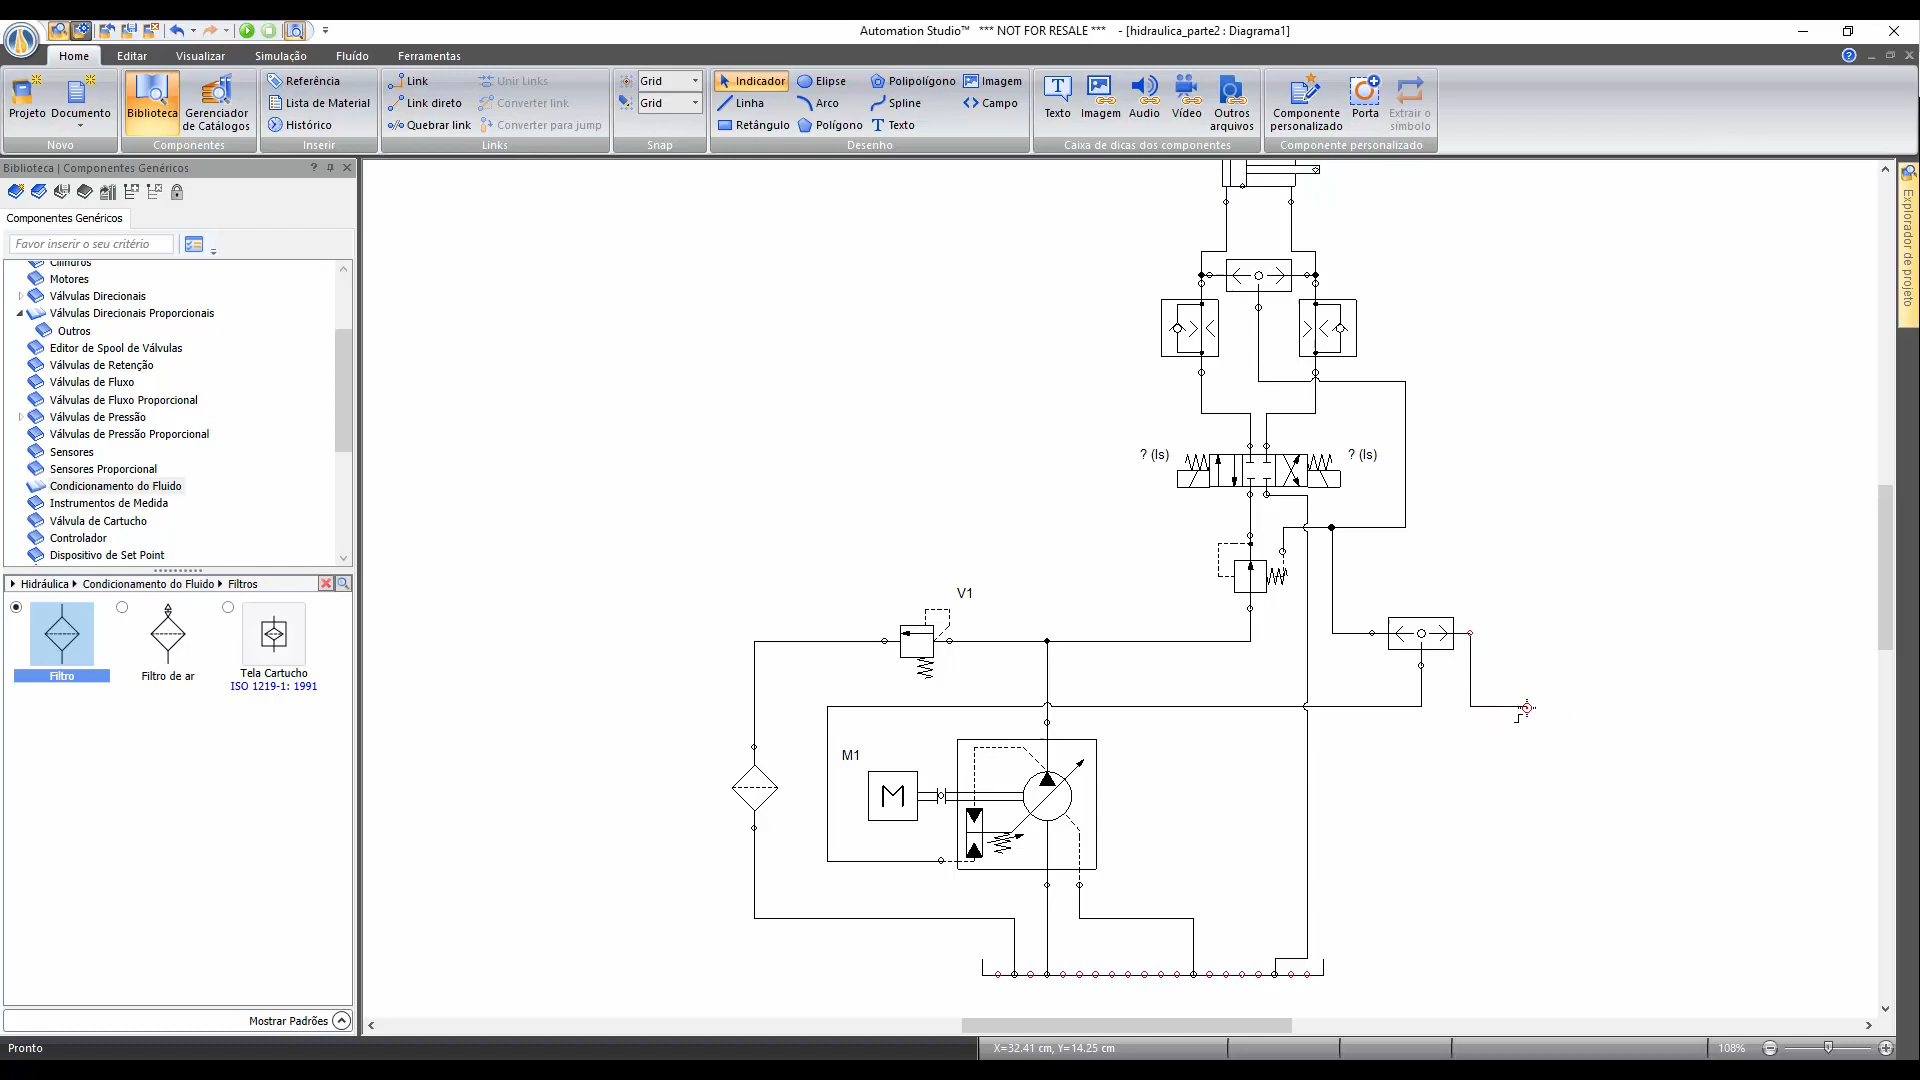 Automation Studio™ *** NOT FOR RESALE *** - [hidraulica_parte2 : Diagrama1]
Home Editar Visualizar Simulação Fluído Ferramentas
Projeto Documento
Novo
Biblioteca Gerenciador de Catálogos
Componentes
Referência
Lista de Material
Histórico
Inserir
Link Unir Links
Link direto Converter link
Quebrar link Converter para jump
Links
Grid
Grid
Snap
Indicador Elipse Polipolígono Imagem
Linha Arco Spline Campo
Retângulo Polígono Texto
Desenho
Texto Imagem Audio Vídeo Outros arquivos
Caixa de dicas dos componentes
Componente personalizado Porta Extrair o símbolo
Componente personalizado
Biblioteca | Componentes Genéricos
Componentes Genéricos
Favor inserir o seu critério
Cilindros
Motores
Válvulas Direcionais
Válvulas Direcionais Proporcionais
Outros
Editor de Spool de Válvulas
Válvulas de Retenção
Válvulas de Fluxo
Válvulas de Fluxo Proporcional
Válvulas de Pressão
Válvulas de Pressão Proporcional
Sensores
Sensores Proporcional
Condicionamento do Fluido
Instrumentos de Medida
Válvula de Cartucho
Controlador
Dispositivo de Set Point
Hidráulica Condicionamento do Fluido Filtros
Filtro
Filtro de ar
Tela Cartucho
ISO 1219-1: 1991
Mostrar Padrões
Explorador de projeto
? (Is)
? (Is)
V1
M1
M
Pronto
X=32.41 cm, Y=14.25 cm
108%